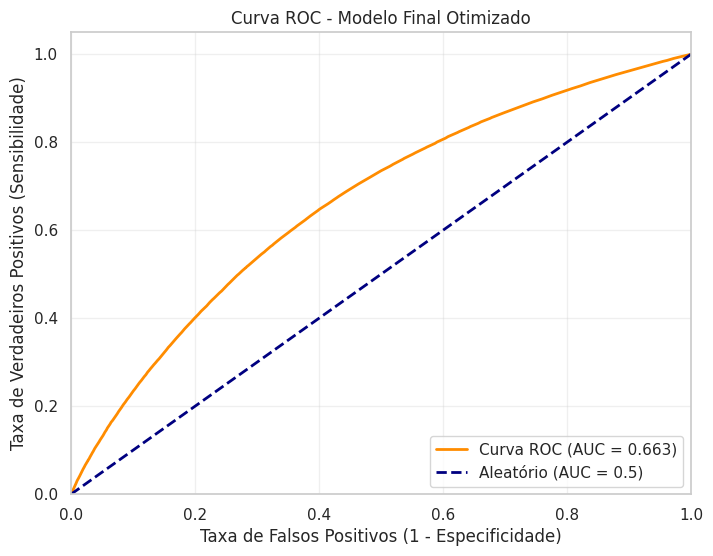 Curva ROC - Modelo Final Otimizado
Taxa de Verdadeiros Positivos (Sensibilidade)
1.0
0.8
0.6
0.4
0.2
0.0
Curva ROC (AUC = 0.663)
Aleatório (AUC = 0.5)
0.0 0.2 0.4 0.6 0.8 1.0
Taxa de Falsos Positivos (1 - Especificidade)